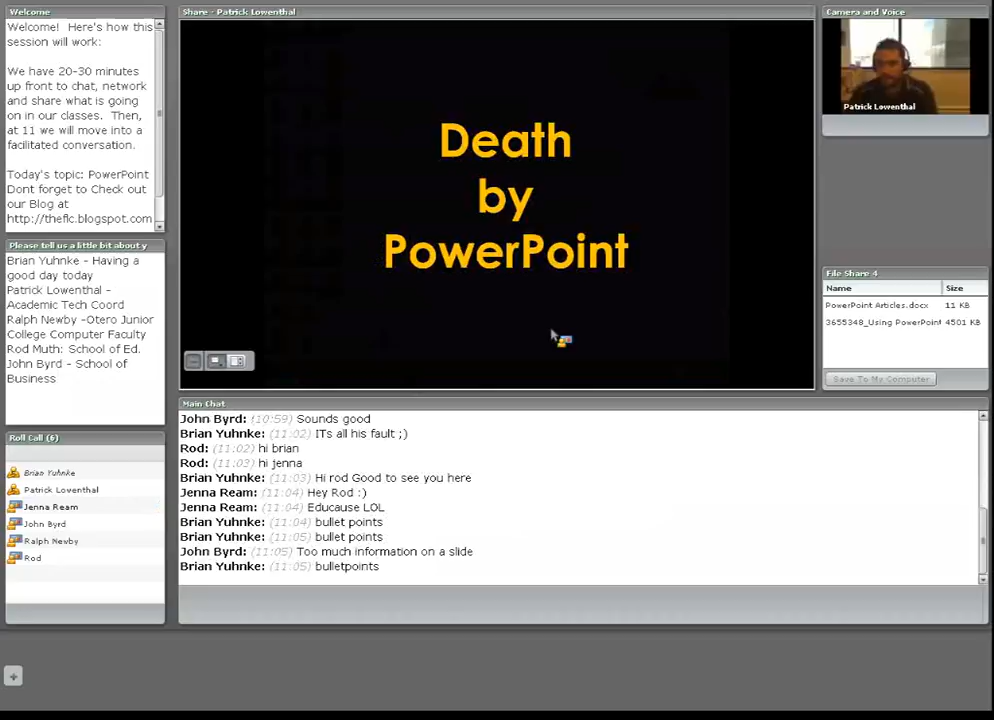 Welcome
Welcome! Here's how this
session will work:
We have 20-30 minutes
up front to chat, network
and share what is going
on in our classes. Then,
at 11 we will move into a
facilitated conversation.
Today's topic: PowerPoint
Dont forget to Check out
our Blog at
http://theflc.blogspot.com
Please tell us a little bit about y
Brian Yuhnke - Having a
good day today
Patrick Lowenthal -
Academic Tech Coord
Ralph Newby -Otero Junior
College Computer Faculty
Rod Muth: School of Ed.
John Byrd - School of
Business
Roll Call (6)
Brian Yuhnke
Patrick Lowenthal
Jenna Ream
John Byrd
Ralph Newby
Rod
Share - Patrick Lowenthal
Death
by
PowerPoint
Main Chat
John Byrd: (10:59) Sounds good
Brian Yuhnke: (11:02) ITs all his fault ;)
Rod: (11:02) hi brian
Rod: (11:03) hi jenna
Brian Yuhnke: (11:03) Hi rod Good to see you here
Jenna Ream: (11:04) Hey Rod :)
Jenna Ream: (11:04) Educause LOL
Brian Yuhnke: (11:04) bullet points
Brian Yuhnke: (11:05) bullet points
John Byrd: (11:05) Too much information on a slide
Brian Yuhnke: (11:05) bulletpoints
Camera and Voice
Patrick Lowenthal
File Share 4
Name Size
PowerPoint Articles.docx 11 KB
3655348_Using PowerPoint 4501 KB
Save To My Computer